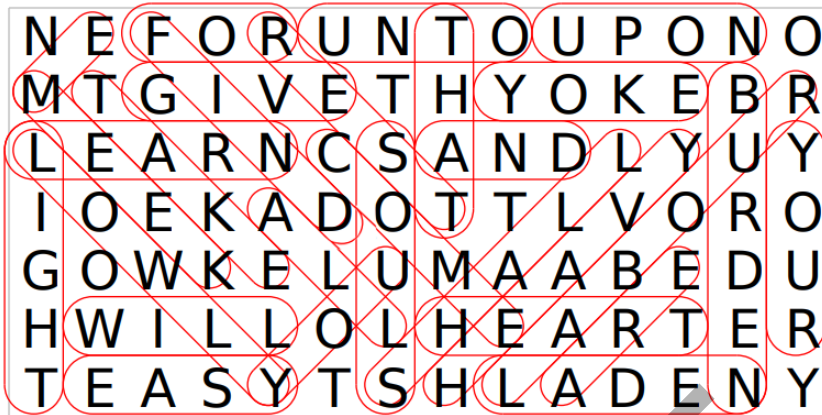 N E F O R U N T O U P O N O
M T G I V E T H Y O K E B R
L E A R N C S A N D L Y U Y
I O E K A D O T T L V O R O
G O W K E L U M A A B E D U
H W I L L O L H E A R T E R
T E A S Y T S H L A D E N Y